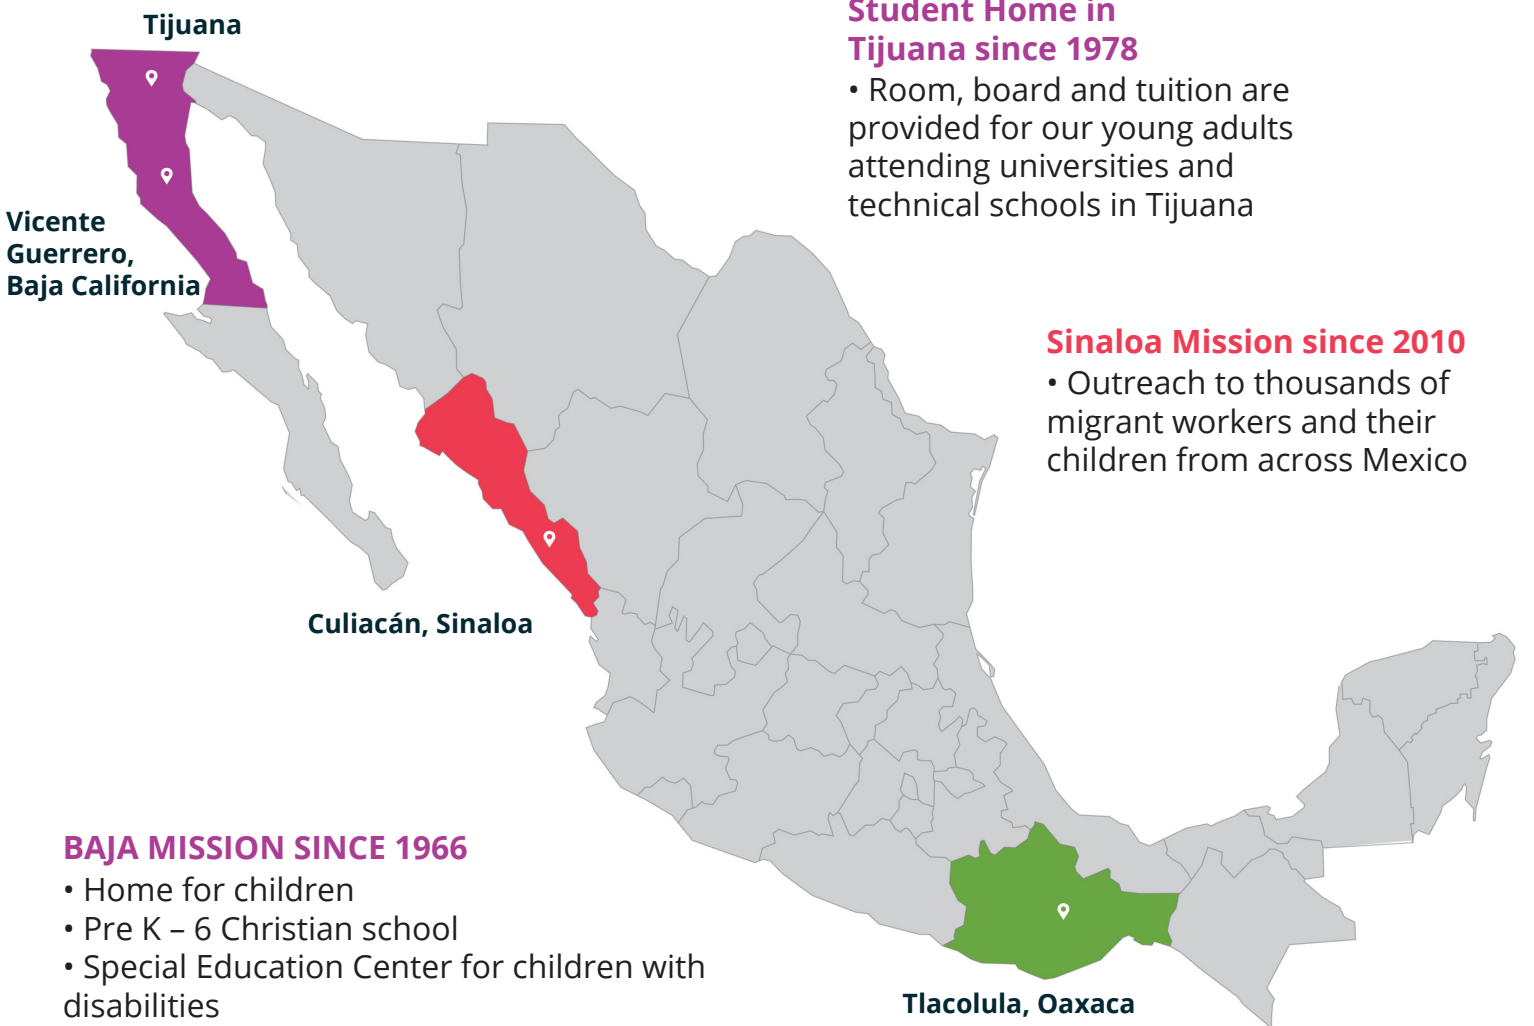 Tijuana
Student Home in
Tijuana since 1978
• Room, board and tuition are
provided for our young adults
attending universities and
technical schools in Tijuana
Vicente
Guerrero,
Baja California
Sinaloa Mission since 2010
• Outreach to thousands of
migrant workers and their
children from across Mexico
Culiacán, Sinaloa
BAJA MISSION SINCE 1966
• Home for children
• Pre K – 6 Christian school
• Special Education Center for children with
disabilities
Tlacolula, Oaxaca